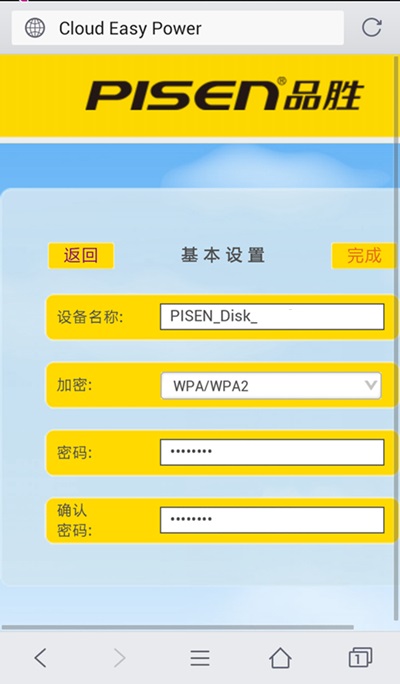 Cloud Easy Power
PISEN®品胜
返回
基本设置
完成
设备名称:
PISEN_Disk_
加密:
WPA/WPA2
密码:
••••••••
确认
密码:
••••••••
1